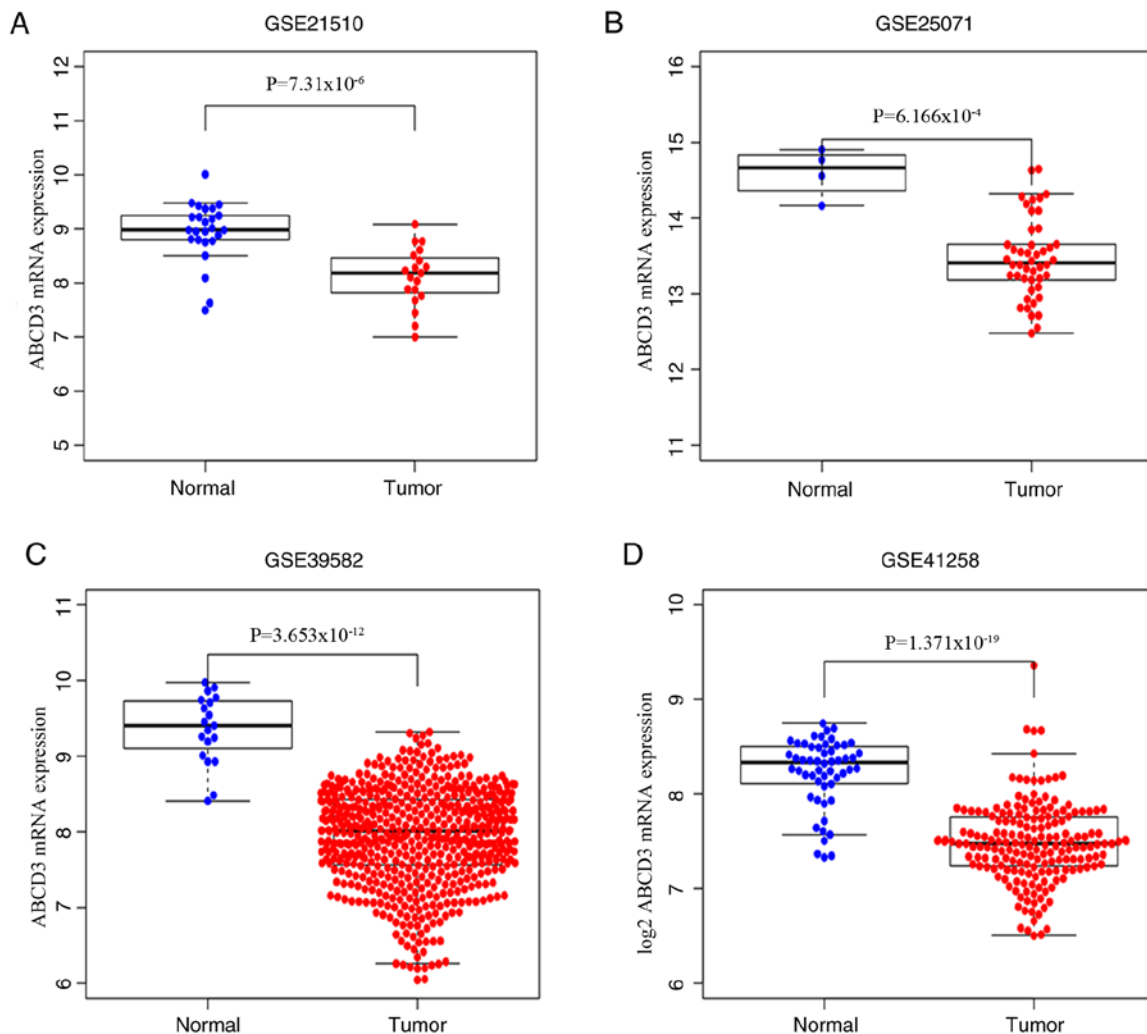 A
GSE21510
ABCD3 mRNA expression
12
11
10
9
8
7
6
5
P=7.31x10⁻⁶
Normal
Tumor
B
GSE25071
ABCD3 mRNA expression
16
15
14
13
12
11
P=6.166x10⁻⁴
Normal
Tumor
C
GSE39582
ABCD3 mRNA expression
11
10
9
8
7
6
P=3.653x10⁻¹²
Normal
Tumor
D
GSE41258
log2 ABCD3 mRNA expression
10
9
8
7
6
P=1.371x10⁻¹⁹
Normal
Tumor